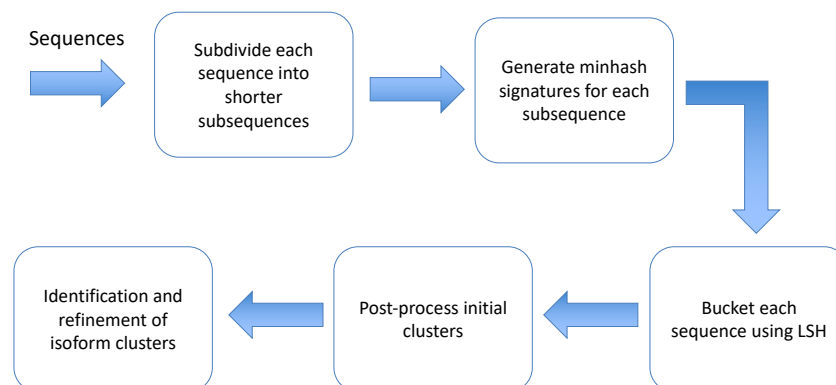 Sequences
Subdivide each
sequence into
shorter
subsequences
Generate minhash
signatures for each
subsequence
Bucket each
sequence using LSH
Post-process initial
clusters
Identification and
refinement of
isoform clusters